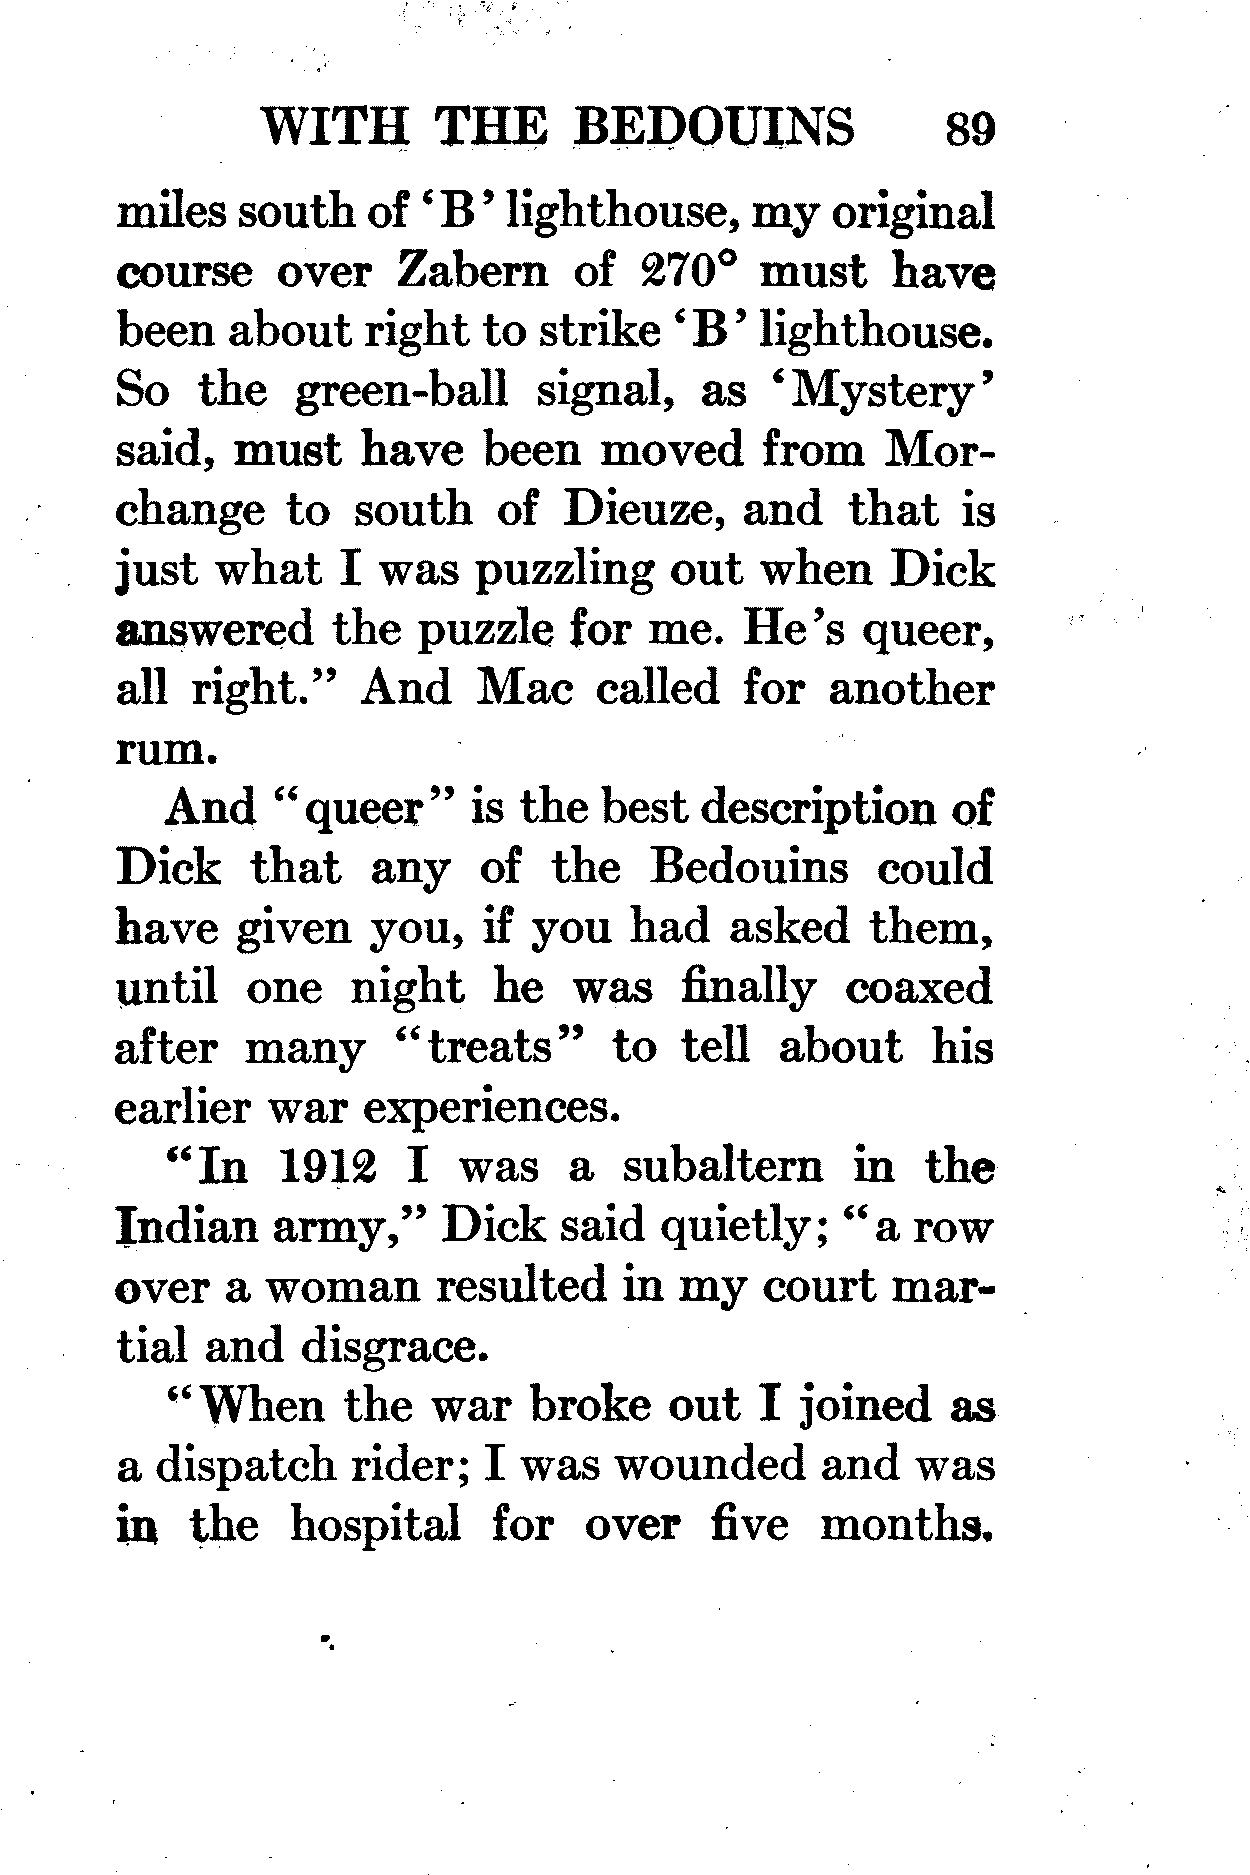 WITH THE BEDOUINS 89
miles south of ‘B’ lighthouse, my original
course over Zabern of 270° must have
been about right to strike ‘B’ lighthouse.
So the green-ball signal, as ‘Mystery’
said, must have been moved from Mor-
change to south of Dieuze, and that is
just what I was puzzling out when Dick
answered the puzzle for me. He’s queer,
all right.” And Mac called for another
rum.
And “queer” is the best description of
Dick that any of the Bedouins could
have given you, if you had asked them,
until one night he was finally coaxed
after many “treats” to tell about his
earlier war experiences.
“In 1912 I was a subaltern in the
Indian army,” Dick said quietly; “a row
over a woman resulted in my court mar-
tial and disgrace.
“When the war broke out I joined as
a dispatch rider; I was wounded and was
in the hospital for over five months.